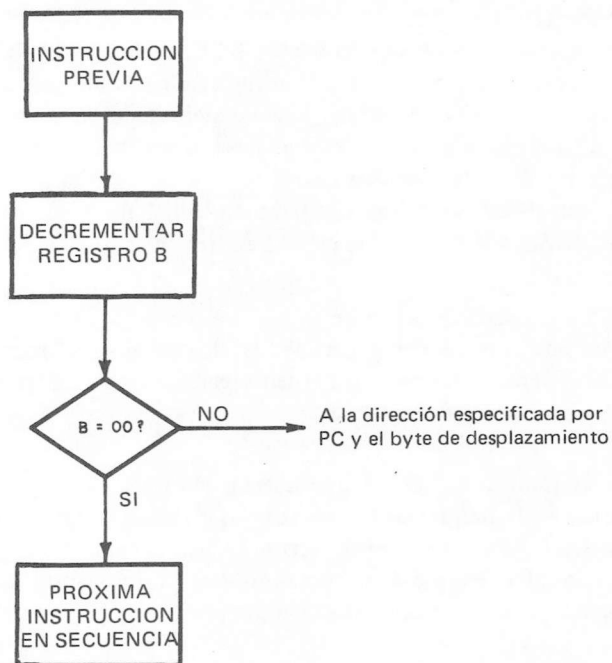 INSTRUCCION
PREVIA
DECREMENTAR
REGISTRO B
B = 00?
NO
A la dirección especificada por
PC y el byte de desplazamiento
SI
PROXIMA
INSTRUCCION
EN SECUENCIA